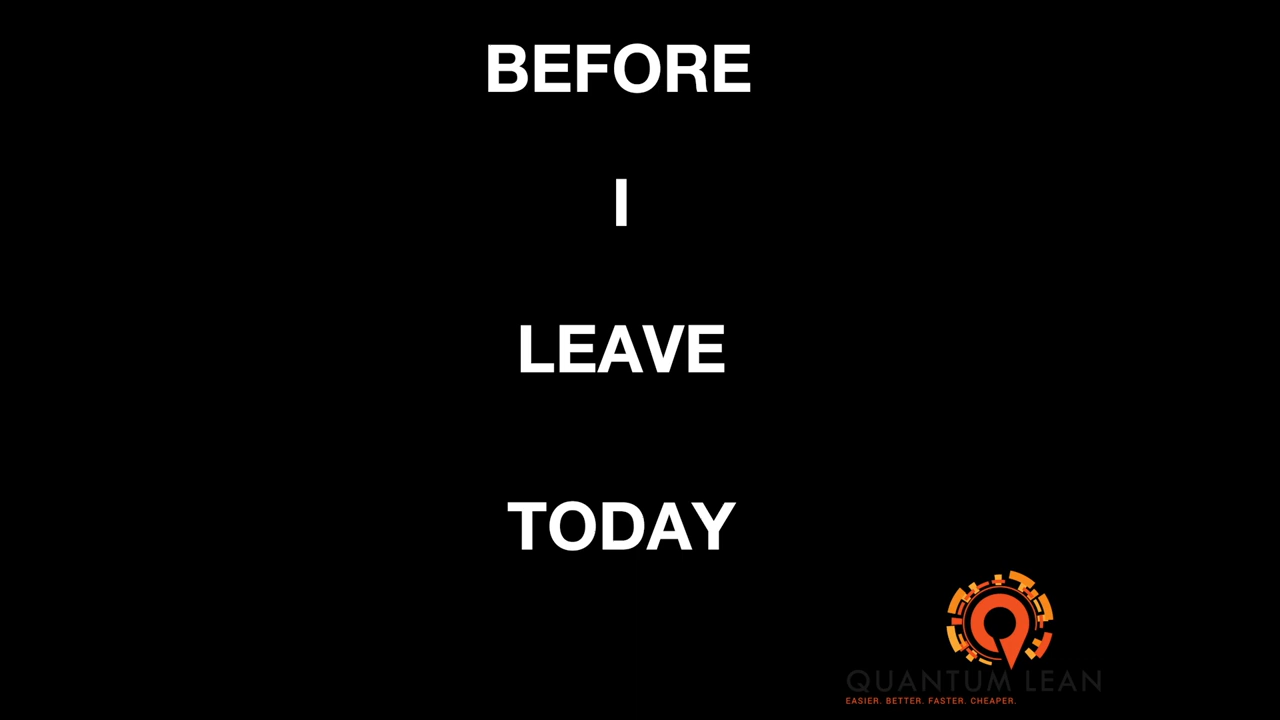 BEFORE
I
LEAVE
TODAY
QUANTUM LEAN
EASIER. BETTER. FASTER. CHEAPER.